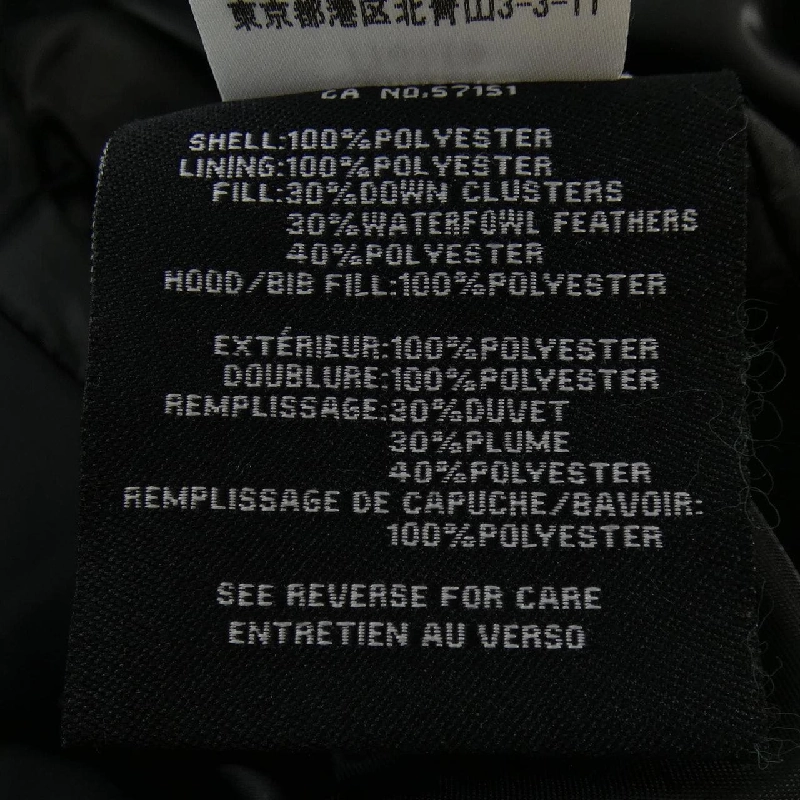 東京都港区北青山3-3-11
CA NO.57151
SHELL:100%POLYESTER
LINING:100%POLYESTER
FILL:30%DOWN CLUSTERS
30%WATERFOWL FEATHERS
40%POLYESTER
HOOD/BIB FILL:100%POLYESTER
EXTÉRIEUR:100%POLYESTER
DOUBLURE:100%POLYESTER
REMPLISSAGE:30%DUVET
30%PLUME
40%POLYESTER
REMPLISSAGE DE CAPUCHE/BAVOIR:
100%POLYESTER
SEE REVERSE FOR CARE
ENTRETIEN AU VERSO